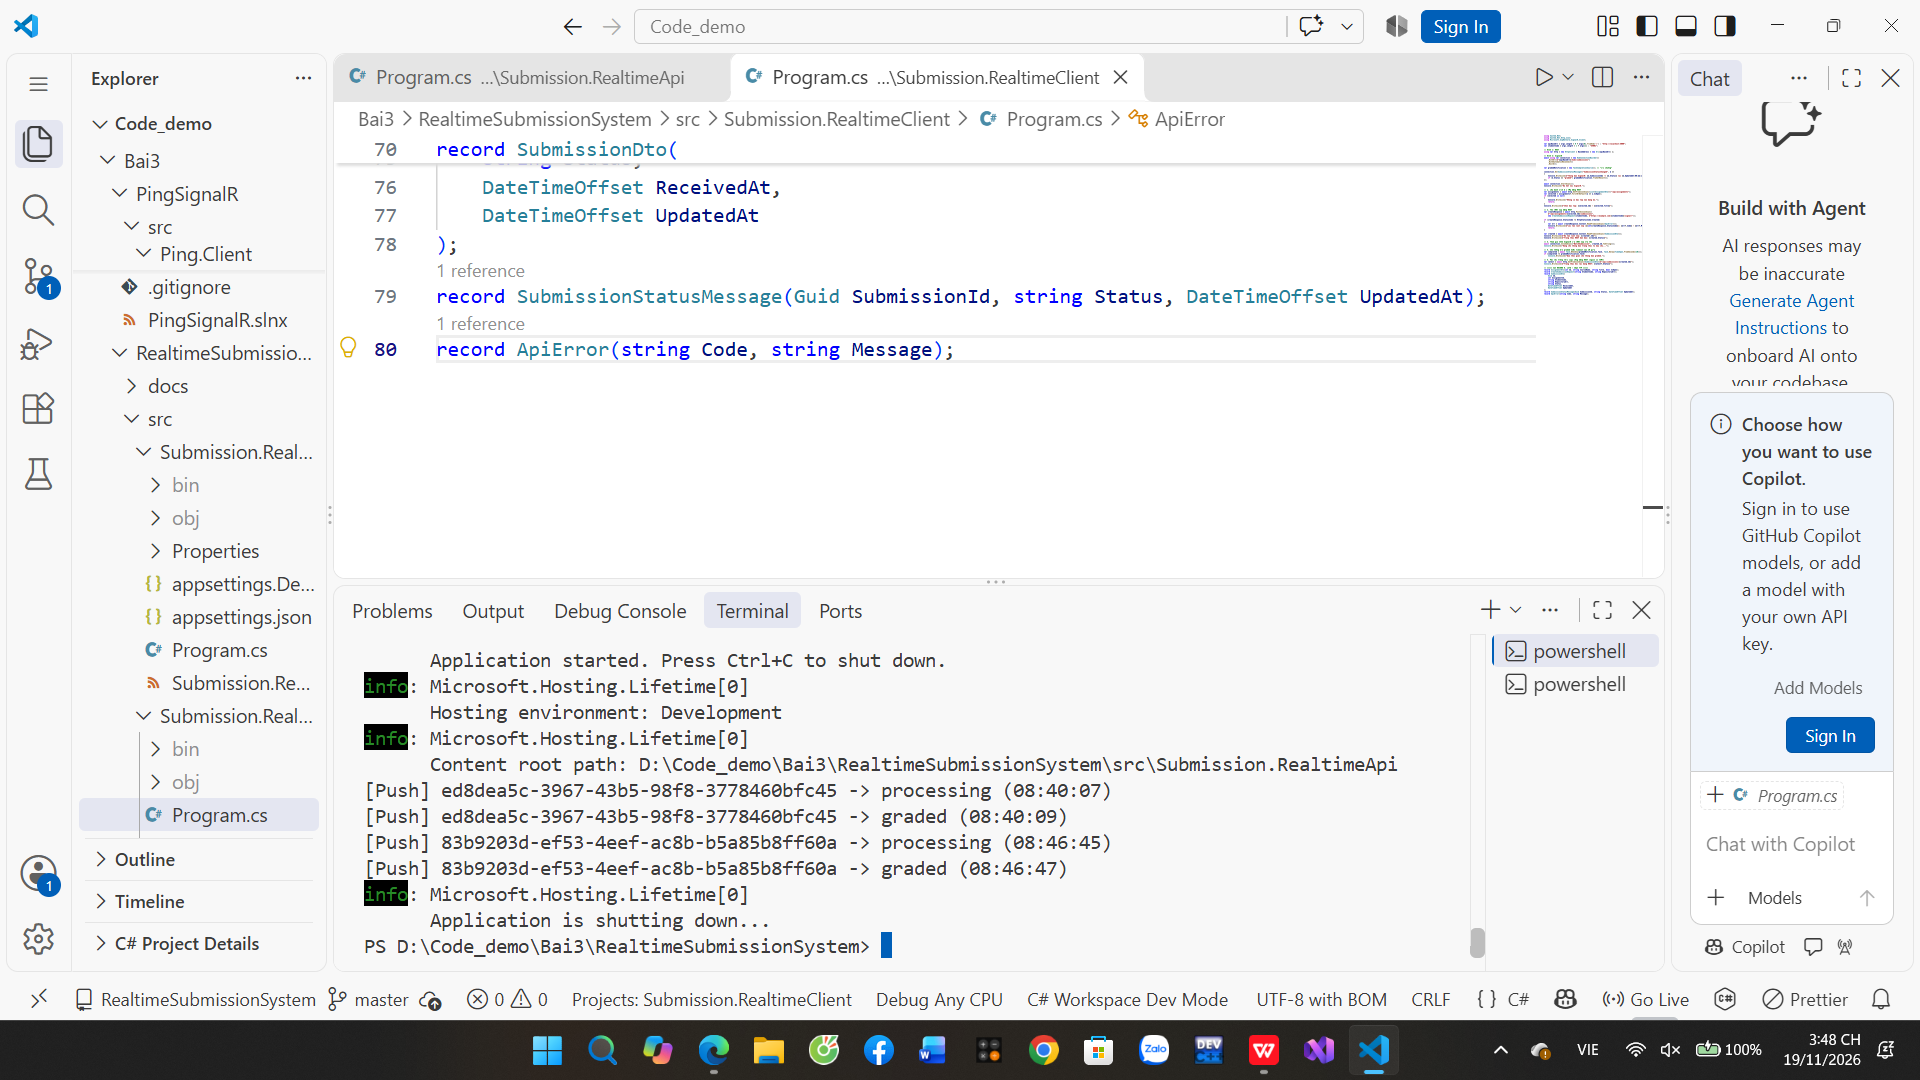 Code_demo
Sign In
Explorer
Code_demo
Bai3
PingSignalR
src
Ping.Client
.gitignore
PingSignalR.slnx
RealtimeSubmissio...
docs
src
Submission.Real...
bin
obj
Properties
appsettings.De...
appsettings.json
Program.cs
Submission.Re...
Submission.Real...
bin
obj
Program.cs
Outline
Timeline
C# Project Details
1
1
Program.cs ...\Submission.RealtimeApi
Program.cs ...\Submission.RealtimeClient
Bai3 > RealtimeSubmissionSystem > src > Submission.RealtimeClient > Program.cs > ApiError
70 record SubmissionDto(
76 DateTimeOffset ReceivedAt,
77 DateTimeOffset UpdatedAt
78 );
1 reference
79 record SubmissionStatusMessage(Guid SubmissionId, string Status, DateTimeOffset UpdatedAt);
1 reference
80 record ApiError(string Code, string Message);
Problems Output Debug Console Terminal Ports
Application started. Press Ctrl+C to shut down.
info: Microsoft.Hosting.Lifetime[0]
Hosting environment: Development
info: Microsoft.Hosting.Lifetime[0]
Content root path: D:\Code_demo\Bai3\RealtimeSubmissionSystem\src\Submission.RealtimeApi
[Push] ed8dea5c-3967-43b5-98f8-3778460bfc45 -> processing (08:40:07)
[Push] ed8dea5c-3967-43b5-98f8-3778460bfc45 -> graded (08:40:09)
[Push] 83b9203d-ef53-4eef-ac8b-b5a85b8ff60a -> processing (08:46:45)
[Push] 83b9203d-ef53-4eef-ac8b-b5a85b8ff60a -> graded (08:46:47)
info: Microsoft.Hosting.Lifetime[0]
Application is shutting down...
PS D:\Code_demo\Bai3\RealtimeSubmissionSystem>
powershell
powershell
Chat
Build with Agent
AI responses may
be inaccurate
Generate Agent
Instructions to
onboard AI onto
your codebase
Choose how
you want to use
Copilot.
Sign in to use
GitHub Copilot
models, or add
a model with
your own API
key.
Add Models
Sign In
Program.cs
Chat with Copilot
Models
Copilot
RealtimeSubmissionSystem master 0 0 Projects: Submission.RealtimeClient Debug Any CPU C# Workspace Dev Mode UTF-8 with BOM CRLF { } C# Go Live Prettier
Zalo
DEV
VIE
100%
3:48 CH
19/11/2026